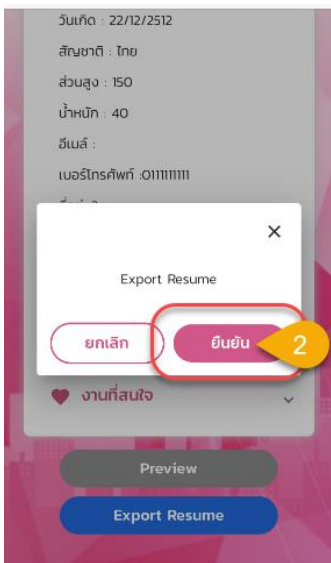 วันเกิด : 22/12/2512
สัญชาติ : ไทย
ส่วนสูง : 150
น้ำหนัก : 40
อีเมล์ :
เบอร์โทรศัพท์ :0111111111
×
Export Resume
ยกเลิก
ยืนยัน
2
งานที่สนใจ
Preview
Export Resume